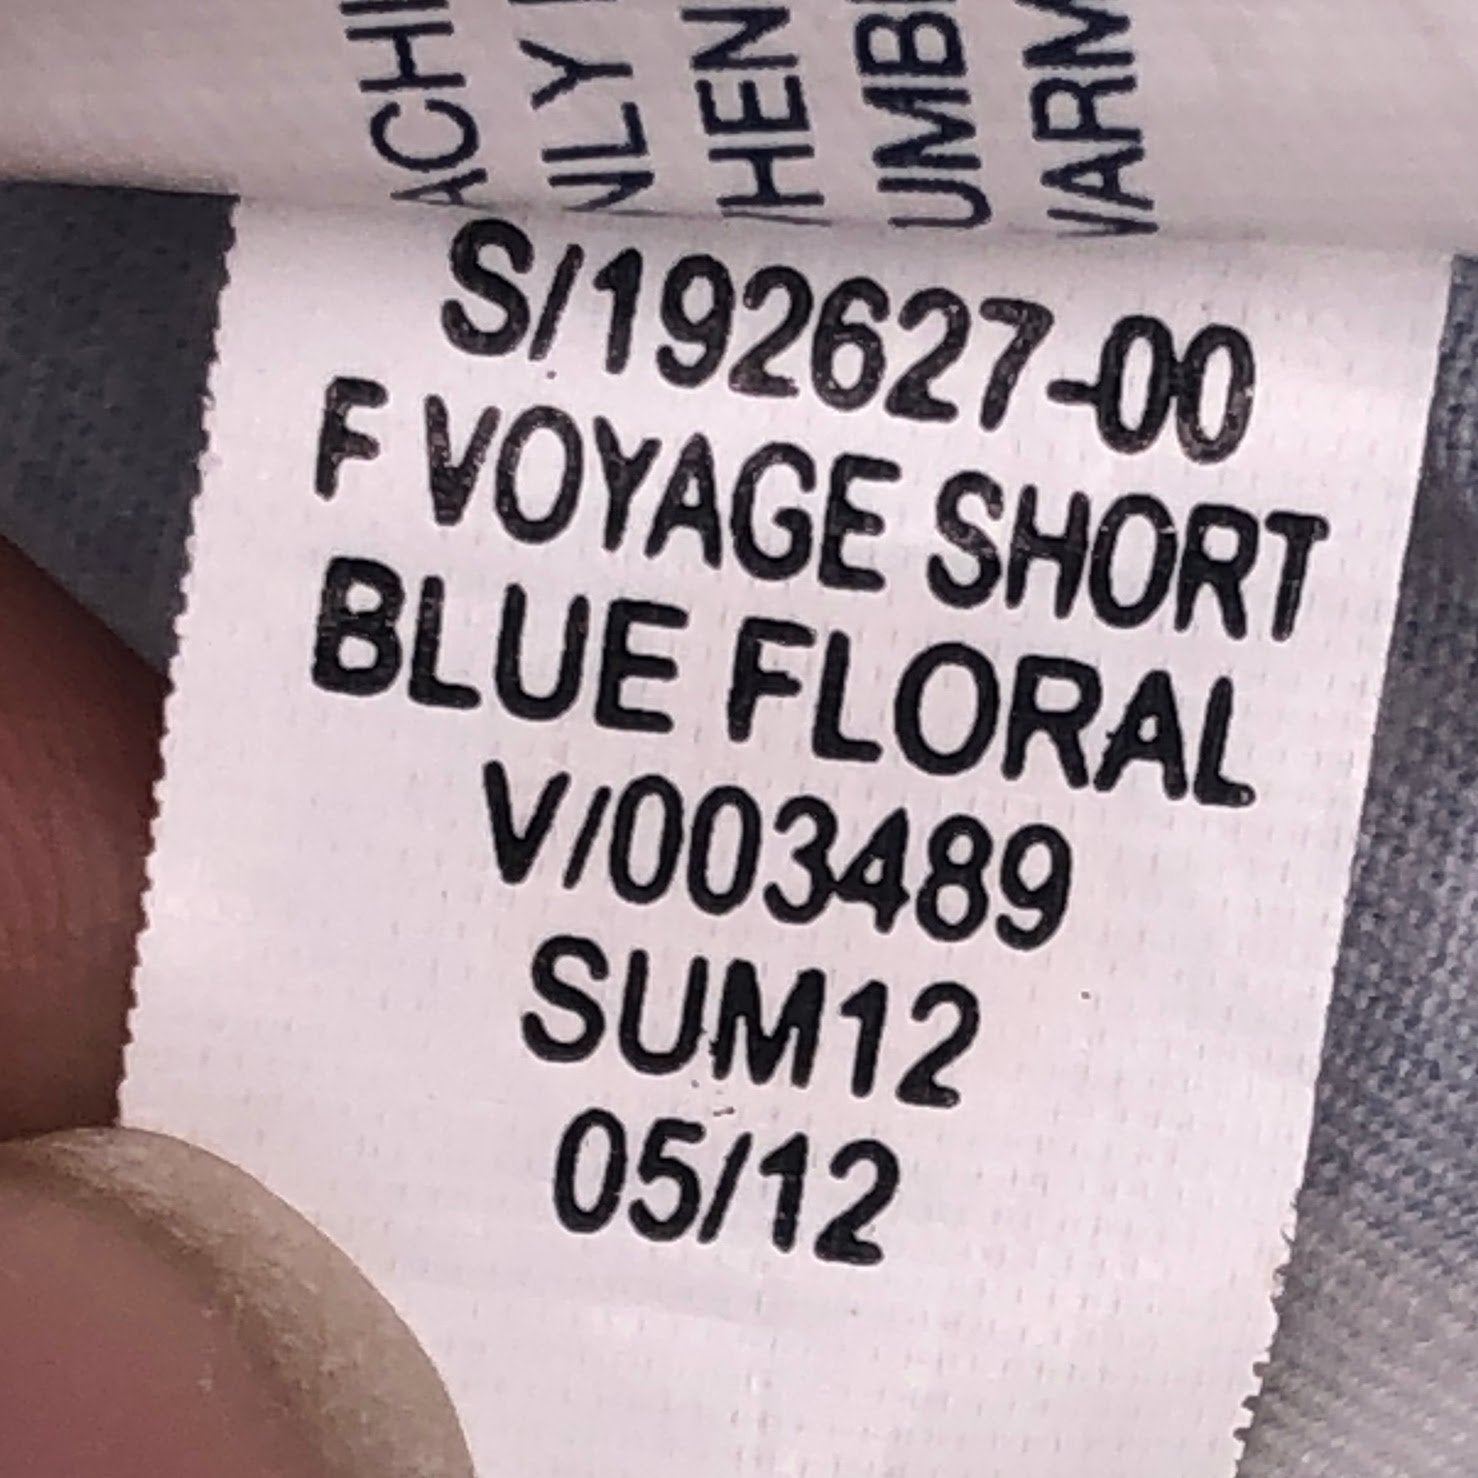 S/192627-00
F VOYAGE SHORT
BLUE FLORAL
V/003489
SUM12
05/12